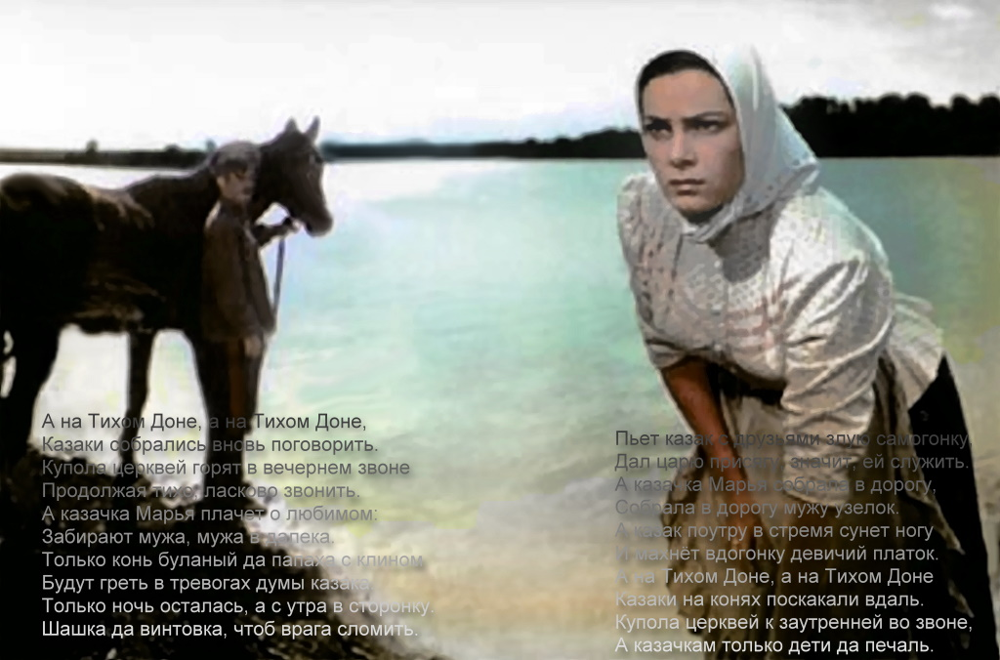 А на Тихом Доне, а на Тихом Доне,
Казаки собрались вновь поговорить.
Купола церквей горят в вечернем звоне
Продолжая тихо, ласково звонить.
А казачка Марья плачет о любимом:
Забирают мужа, мужа в далека.
Только конь буланый да папаха с клином
Будут греть в тревогах думы казака.
Только ночь осталась, а с утра в сторонку.
Шашка да винтовка, чтоб врага сломить.
Пьет казак с друзьями злую самогонку,
Дал царю присягу, значит, ей служить.
А казачка Марья собрала в дорогу,
Собрала в дорогу мужу узелок.
А казак поутру в стремя сунет ногу
И махнёт вдогонку девичий платок.
А на Тихом Доне, а на Тихом Доне
Казаки на конях поскакали вдаль.
Купола церквей к заутренней во звоне,
А казачкам только дети да печаль.